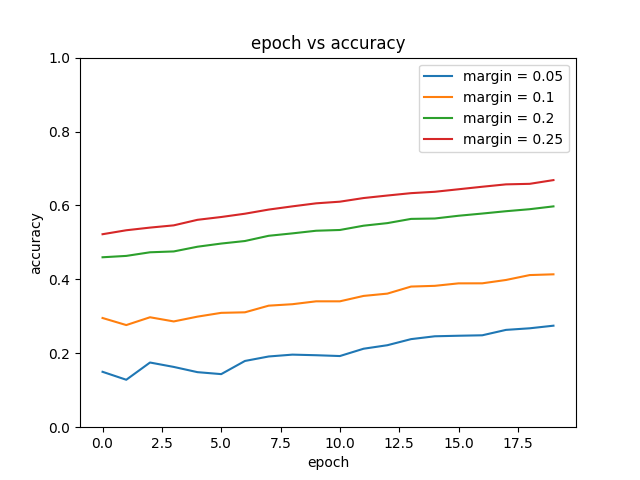 epoch vs accuracy
margin = 0.05
margin = 0.1
margin = 0.2
margin = 0.25
accuracy
1.0
0.8
0.6
0.4
0.2
0.0
0.0 2.5 5.0 7.5 10.0 12.5 15.0 17.5
epoch